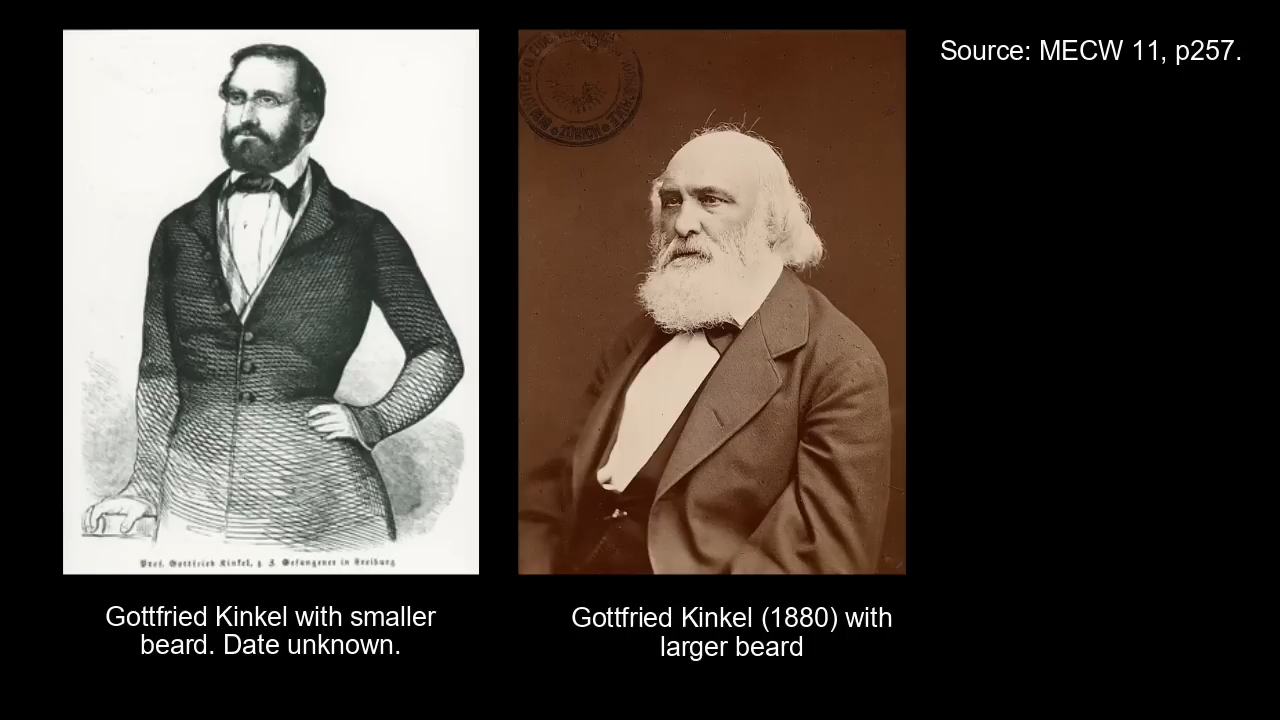 Source: MECW 11, p257.
Prof. Gottfried Kinkel, z. Z. Gefangener in Freiburg
Gottfried Kinkel with smaller
beard. Date unknown.
Gottfried Kinkel (1880) with
larger beard